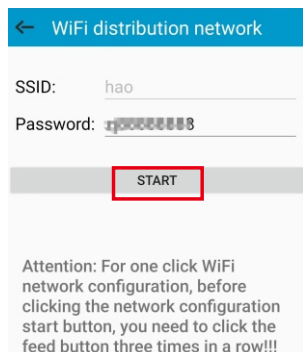 ← WiFi distribution network
SSID: hao
Password:
START
Attention: For one click WiFi
network configuration, before
clicking the network configuration
start button, you need to click the
feed button three times in a row!!!